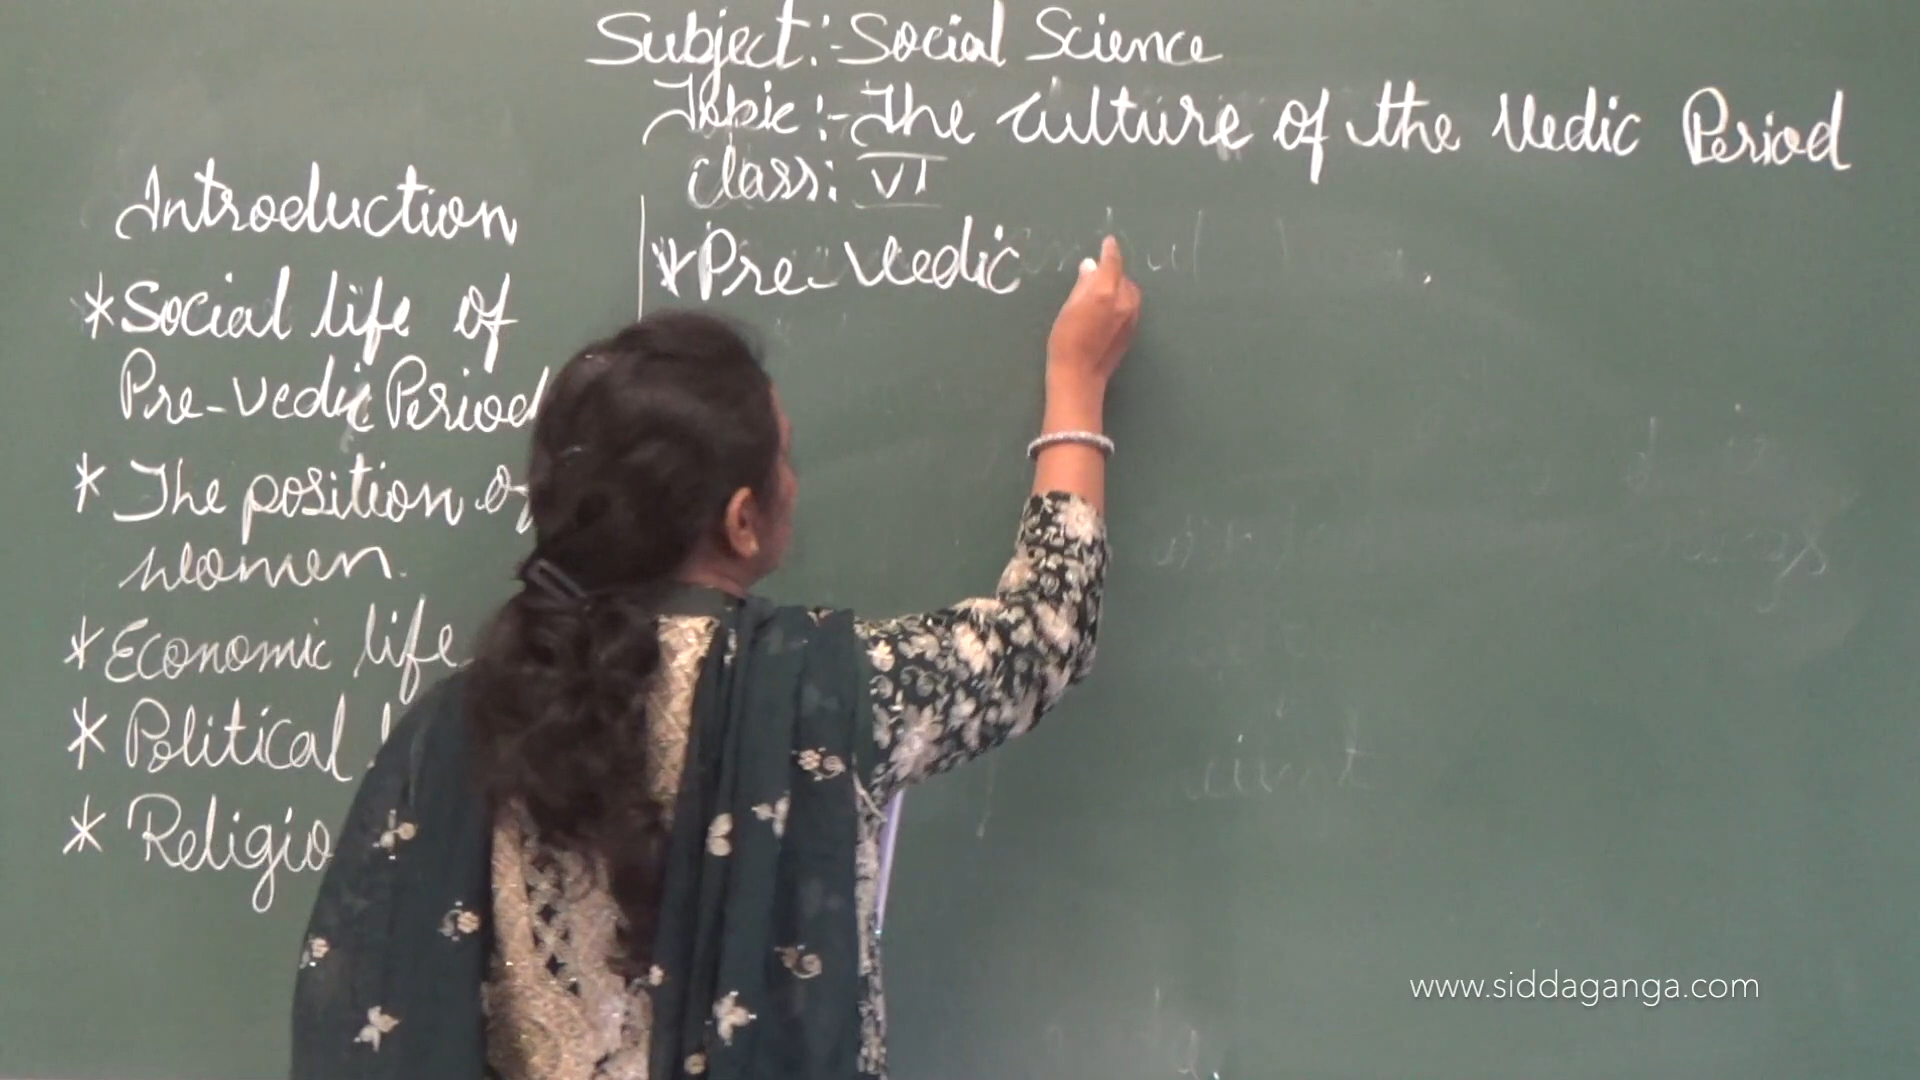 Subject:-Social Science
Topic:-The culture of the Vedic Period
class: VI
Introduction
*Social life of
Pre-vedic Period
* The position of
women.
*Economic life
* Political
* Religio
*Pre-Vedic
www.siddaganga.com